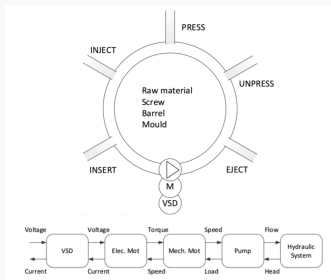 PRESS
INJECT
UNPRESS
Raw material
Screw
Barrel
Mould
INSERT
EJECT
M
VSD
Voltage Voltage Torque Speed Flow
VSD Elec. Mot Mech. Mot Pump Hydraulic
System
Current Current Speed Load Head